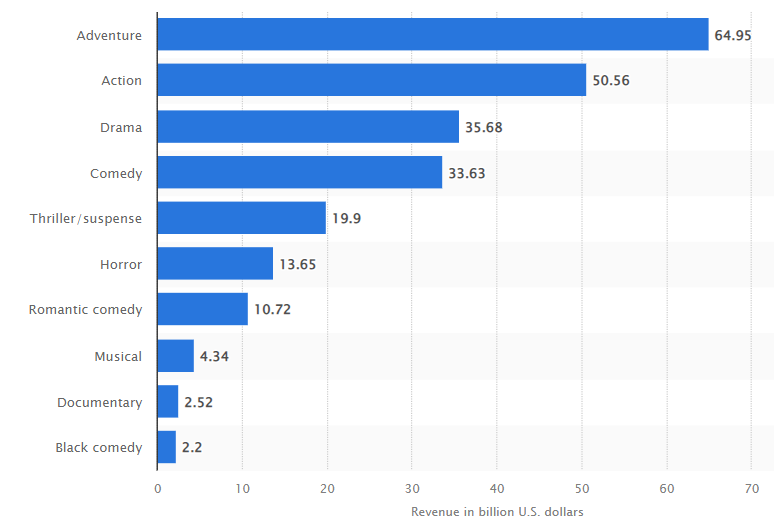 Adventure 64.95
Action 50.56
Drama 35.68
Comedy 33.63
Thriller/suspense 19.9
Horror 13.65
Romantic comedy 10.72
Musical 4.34
Documentary 2.52
Black comedy 2.2
0 10 20 30 40 50 60 70
Revenue in billion U.S. dollars